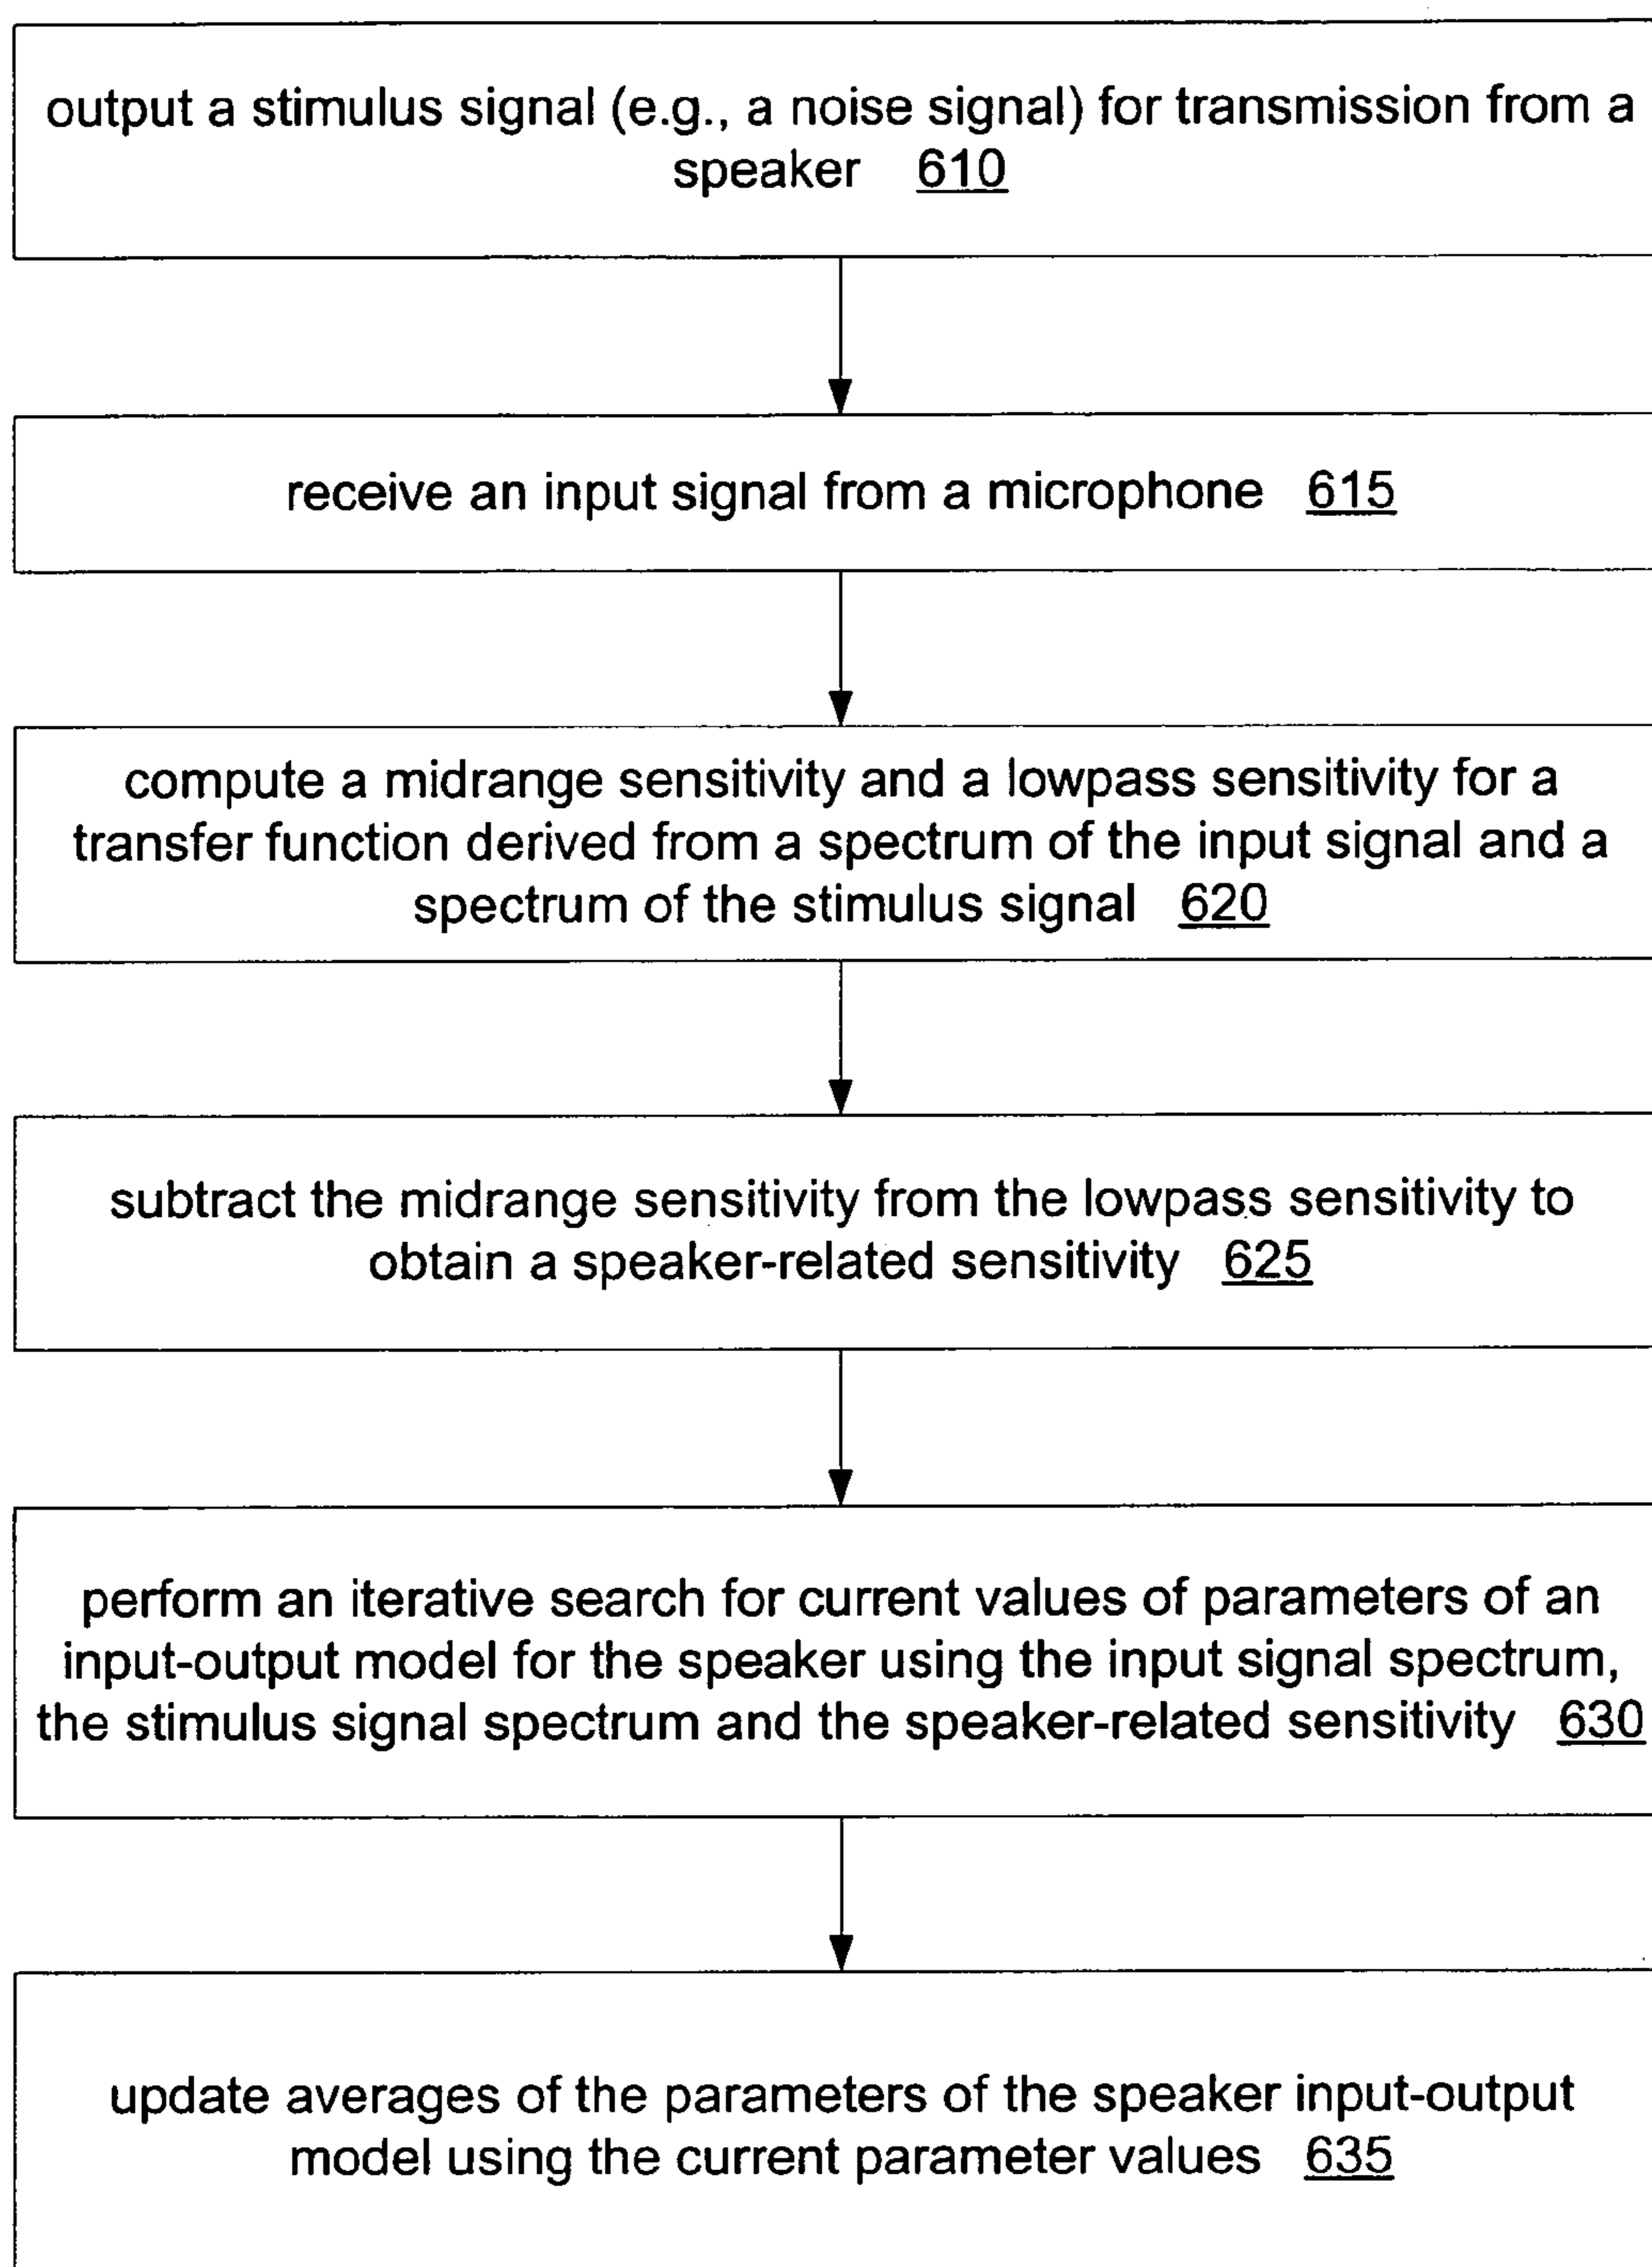 output a stimulus signal (e.g., a noise signal) for transmission from a
speaker 610
receive an input signal from a microphone 615
compute a midrange sensitivity and a lowpass sensitivity for a
transfer function derived from a spectrum of the input signal and a
spectrum of the stimulus signal 620
subtract the midrange sensitivity from the lowpass sensitivity to
obtain a speaker-related sensitivity 625
perform an iterative search for current values of parameters of an
input-output model for the speaker using the input signal spectrum,
the stimulus signal spectrum and the speaker-related sensitivity 630
update averages of the parameters of the speaker input-output
model using the current parameter values 635